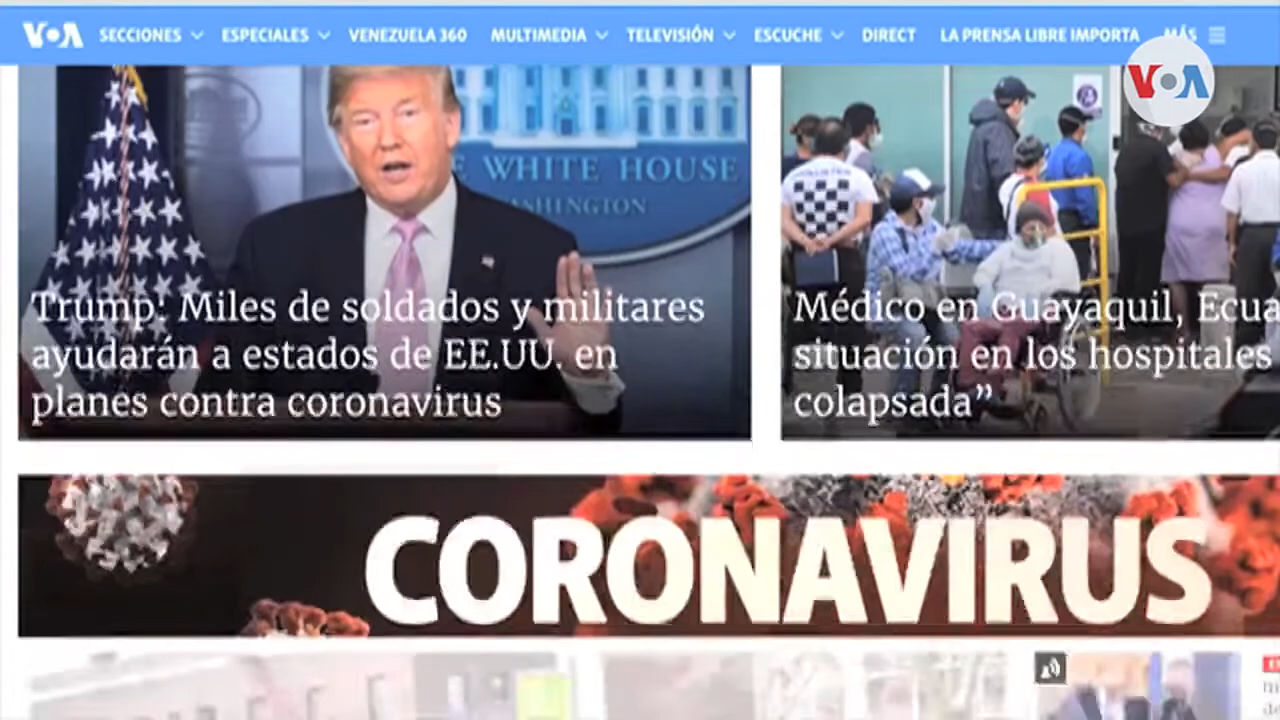 VOA SECCIONES ESPECIALES VENEZUELA 360 MULTIMEDIA TELEVISIÓN ESCUCHE DIRECT LA PRENSA LIBRE IMPORTA MÁS
VOA
E WHITE HOUSE
ASHINGTON
Trump: Miles de soldados y militares
ayudarán a estados de EE.UU. en
planes contra coronavirus
Médico en Guayaquil, Ecua
situación en los hospitales
colapsada”
CORONAVIRUS